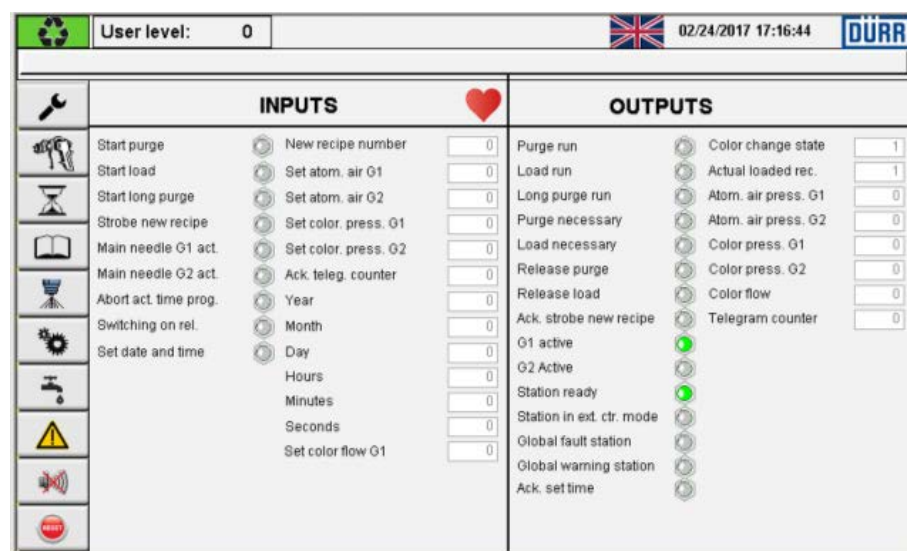 User level: 0
02/24/2017 17:16:44
DÜRR
INPUTS
OUTPUTS
Start purge
Start load
Start long purge
Strobe new recipe
Main needle G1 act.
Main needle G2 act.
Abort act. time prog.
Switching on rel.
Set date and time
New recipe number 0
Set atom. air G1 0
Set atom. air G2 0
Set color. press. G1 0
Set color. press. G2 0
Ack. teleg. counter 0
Year 0
Month 0
Day 0
Hours 0
Minutes 0
Seconds 0
Set color flow G1 0
Purge run
Load run
Long purge run
Purge necessary
Load necessary
Release purge
Release load
Ack. strobe new recipe
G1 active
G2 Active
Station ready
Station in ext. ctr. mode
Global fault station
Global warning station
Ack. set time
Color change state 1
Actual loaded rec. 1
Atom. air press. G1 0
Atom. air press. G2 0
Color press. G1 0
Color press. G2 0
Color flow 0
Telegram counter 0
RESET